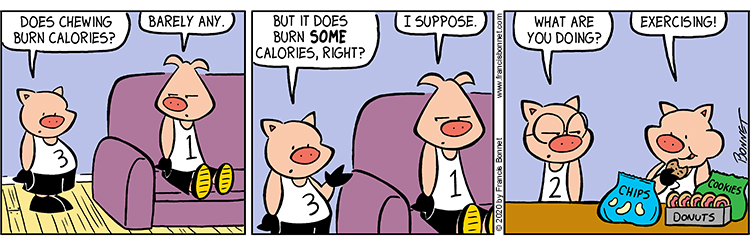 DOES CHEWING
BURN CALORIES?
BARELY ANY.
3
1
BUT IT DOES
BURN SOME
CALORIES, RIGHT?
I SUPPOSE.
3
1
© 2020 by Francis Bonnet www.francisbonnet.com
WHAT ARE
YOU DOING?
EXERCISING!
2
CHIPS
COOKIES
DONUTS
BONNET